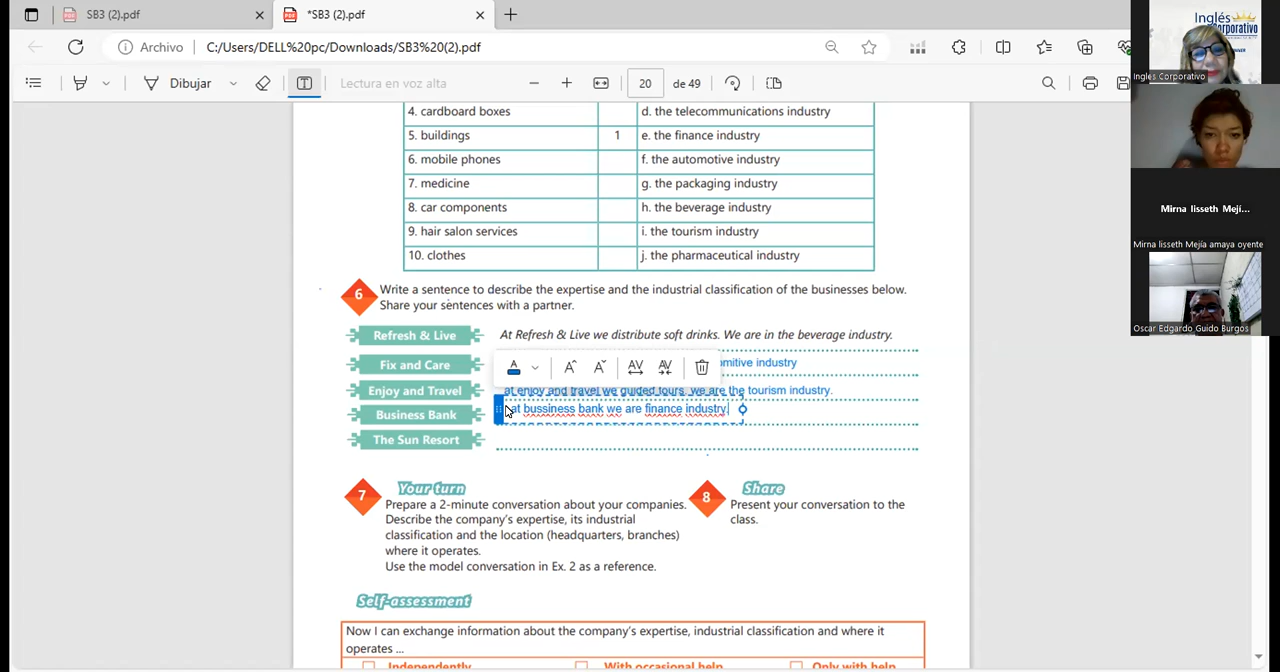 SB3 (2).pdf
*SB3 (2).pdf
Archivo
C:/Users/DELL%20pc/Downloads/SB3%20(2).pdf
Dibujar
Lectura en voz alta
20
de 49
Inglés
Corporativo
Ingles Corporativo
Mirna lisseth Mejí...
Mirna lisseth Mejía amaya oyente
Oscar Edgardo Guido Burgos
4. cardboard boxes d. the telecommunications industry
5. buildings 1 e. the finance industry
6. mobile phones f. the automotive industry
7. medicine g. the packaging industry
8. car components h. the beverage industry
9. hair salon services i. the tourism industry
10. clothes j. the pharmaceutical industry
6 Write a sentence to describe the expertise and the industrial classification of the businesses below.
Share your sentences with a partner.
Refresh & Live At Refresh & Live we distribute soft drinks. We are in the beverage industry.
Fix and Care omitive industry
Enjoy and Travel at enjoy and travel we guided tours, we are the tourism industry.
Business Bank at bussiness bank we are finance industry.
The Sun Resort
7 Your turn
Prepare a 2-minute conversation about your companies.
Describe the company's expertise, its industrial
classification and the location (headquarters, branches)
where it operates.
Use the model conversation in Ex. 2 as a reference.
8 Share
Present your conversation to the
class.
Self-assessment
Now I can exchange information about the company's expertise, industrial classification and where it
operates ...
Independently With occasional help Only with help